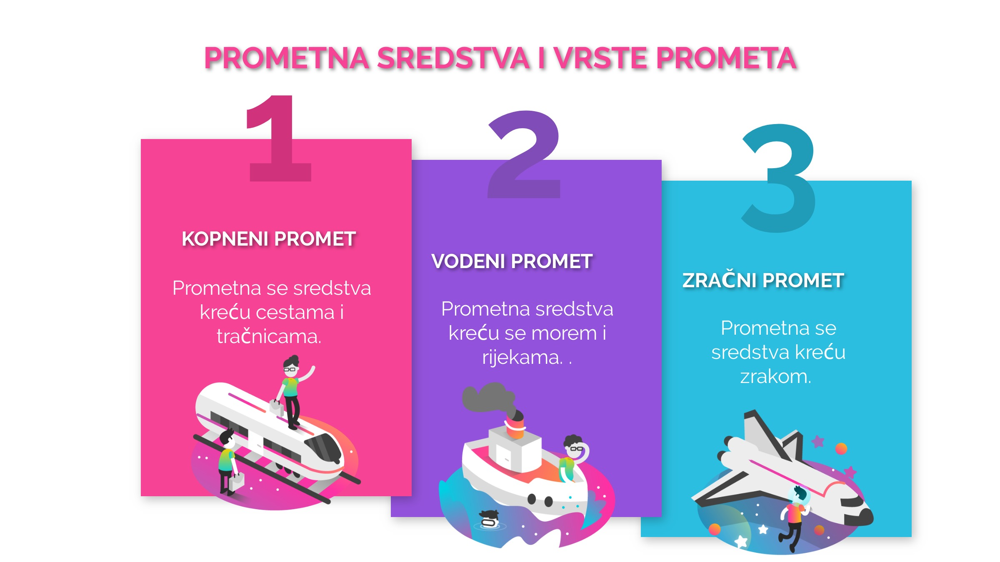 PROMETNA SREDSTVA I VRSTE PROMETA
1
KOPNENI PROMET
Prometna se sredstva
kreću cestama i
tračnicama.
2
VODENI PROMET
Prometna sredstva
kreću se morem i
rijekama. .
3
ZRAČNI PROMET
Prometna se
sredstva kreću
zrakom.